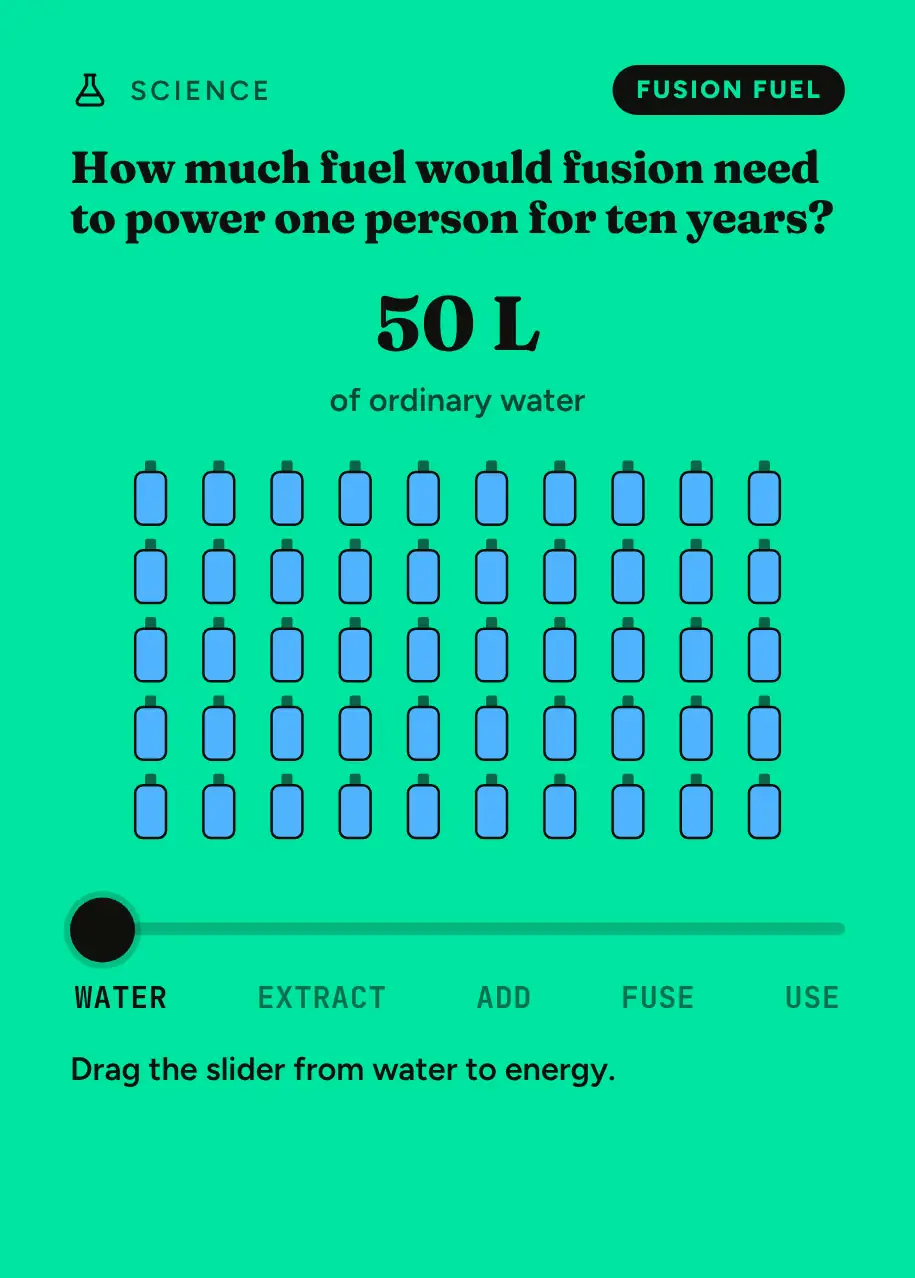 SCIENCE
FUSION FUEL
How much fuel would fusion need
to power one person for ten years?
50 L
of ordinary water
WATER
EXTRACT
ADD
FUSE
USE
Drag the slider from water to energy.